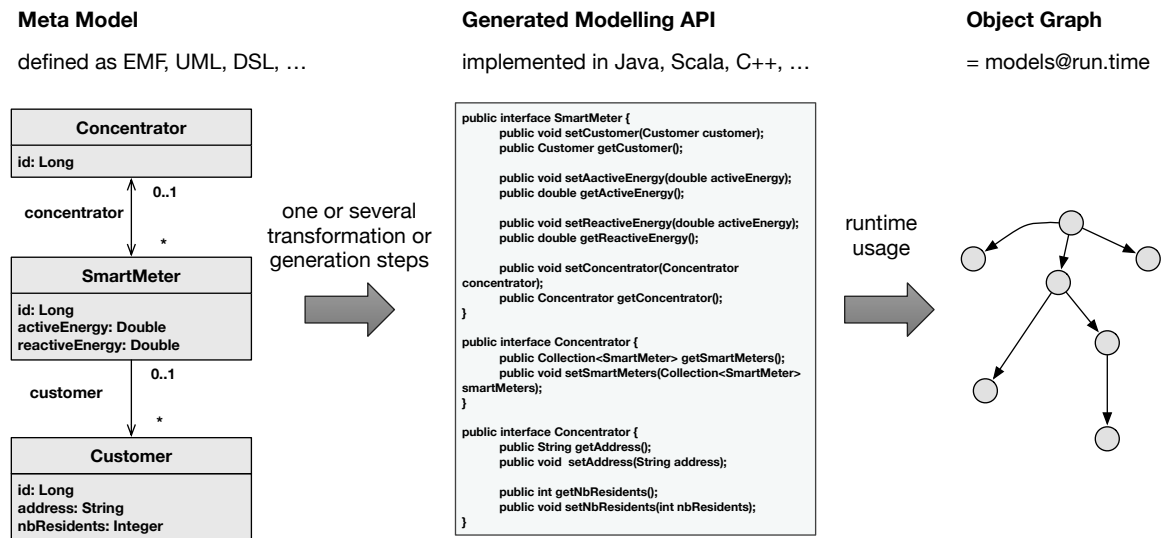 Meta Model
defined as EMF, UML, DSL, …
Concentrator
id: Long
0..1
concentrator
*
SmartMeter
id: Long
activeEnergy: Double
reactiveEnergy: Double
0..1
customer
*
Customer
id: Long
address: String
nbResidents: Integer
one or several
transformation or
generation steps
Generated Modelling API
implemented in Java, Scala, C++, …
public interface SmartMeter {
public void setCustomer(Customer customer);
public Customer getCustomer();
public void setAactiveEnergy(double activeEnergy);
public double getActiveEnergy();
public void setReactiveEnergy(double activeEnergy);
public double getReactiveEnergy();
public void setConcentrator(Concentrator
concentrator);
public Concentrator getConcentrator();
}
public interface Concentrator {
public Collection<SmartMeter> getSmartMeters();
public void setSmartMeters(Collection<SmartMeter>
smartMeters);
}
public interface Concentrator {
public String getAddress();
public void  setAddress(String address);
public int getNbResidents();
public void setNbResidents(int nbResidents);
}
runtime
usage
Object Graph
= models@run.time